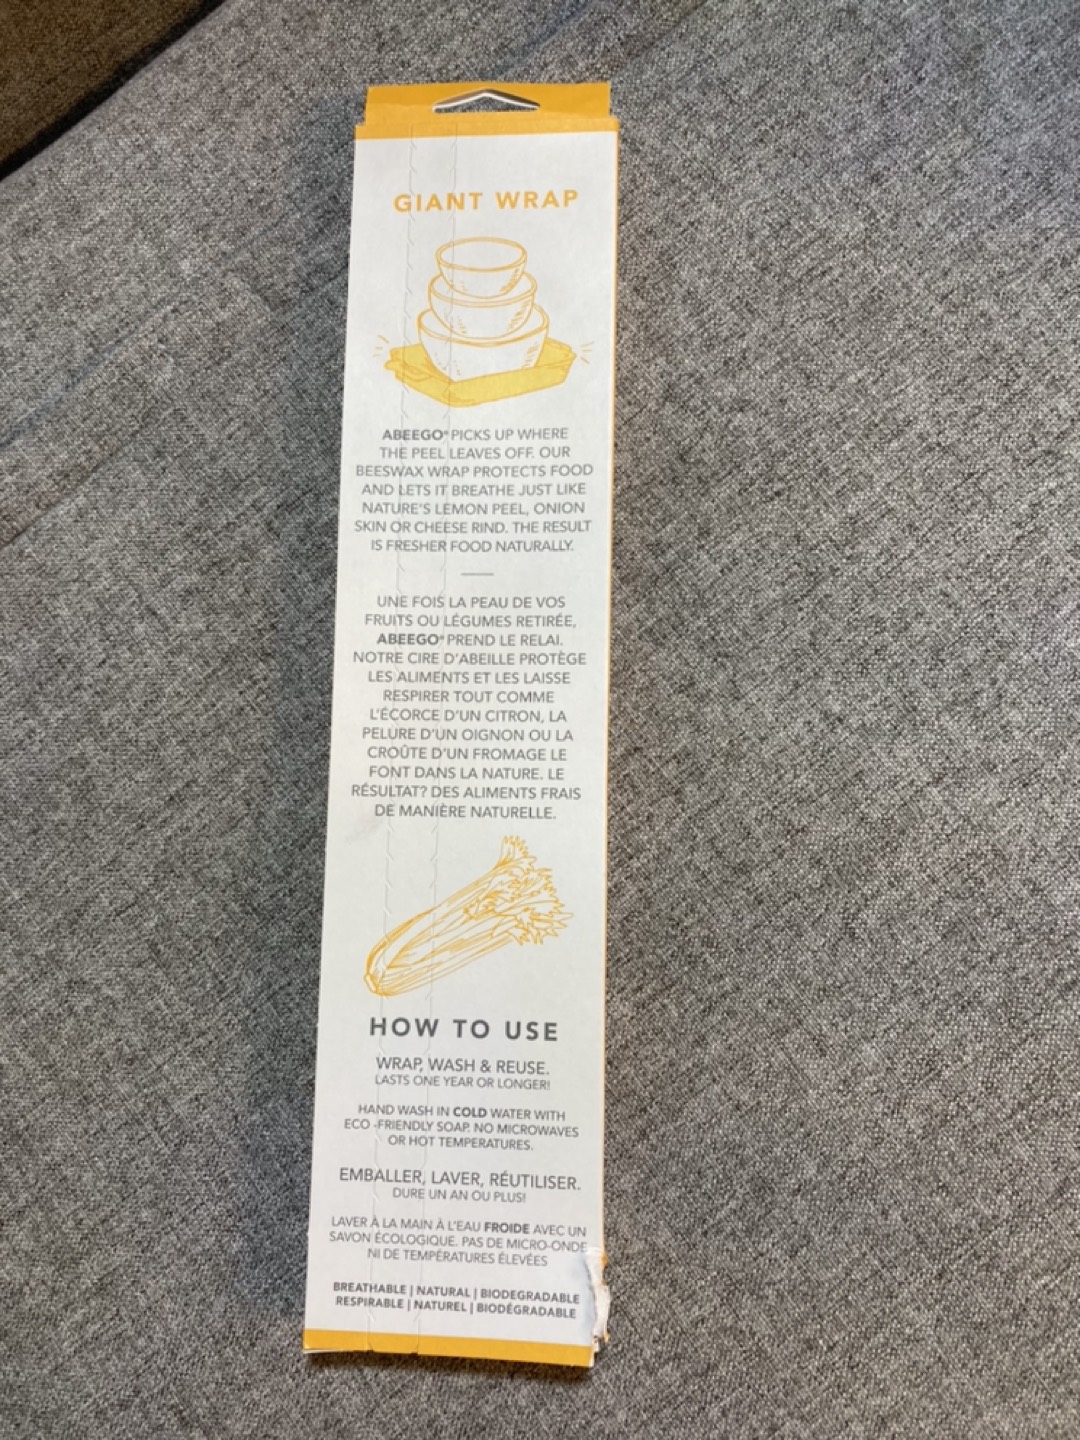 GIANT WRAP
ABEEGO® PICKS UP WHERE
THE PEEL LEAVES OFF. OUR
BEESWAX WRAP PROTECTS FOOD
AND LETS IT BREATHE JUST LIKE
NATURE'S LEMON PEEL, ONION
SKIN OR CHEESE RIND. THE RESULT
IS FRESHER FOOD NATURALLY.
UNE FOIS LA PEAU DE VOS
FRUITS OU LÉGUMES RETIRÉE,
ABEEGO® PREND LE RELAI.
NOTRE CIRE D'ABEILLE PROTÈGE
LES ALIMENTS ET LES LAISSE
RESPIRER TOUT COMME
L'ÉCORCE D'UN CITRON, LA
PELURE D'UN OIGNON OU LA
CROÛTE D'UN FROMAGE LE
FONT DANS LA NATURE. LE
RÉSULTAT? DES ALIMENTS FRAIS
DE MANIÈRE NATURELLE.
HOW TO USE
WRAP, WASH & REUSE.
LASTS ONE YEAR OR LONGER!
HAND WASH IN COLD WATER WITH
ECO -FRIENDLY SOAP. NO MICROWAVES
OR HOT TEMPERATURES.
EMBALLER, LAVER, RÉUTILISER.
DURE UN AN OU PLUS!
LAVER À LA MAIN À L'EAU FROIDE AVEC UN
SAVON ÉCOLOGIQUE. PAS DE MICRO-ONDE
NI DE TEMPÉRATURES ÉLEVÉES
BREATHABLE | NATURAL | BIODEGRADABLE
RESPIRABLE | NATUREL | BIODÉGRADABLE